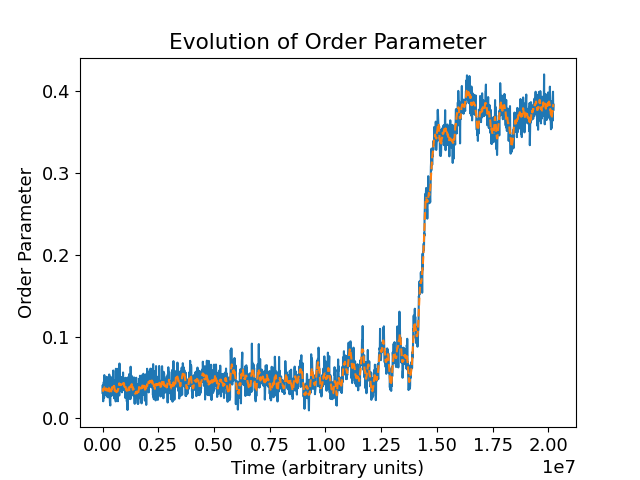 Evolution of Order Parameter
Order Parameter
0.4
0.3
0.2
0.1
0.0
0.00 0.25 0.50 0.75 1.00 1.25 1.50 1.75 2.00
1e7
Time (arbitrary units)